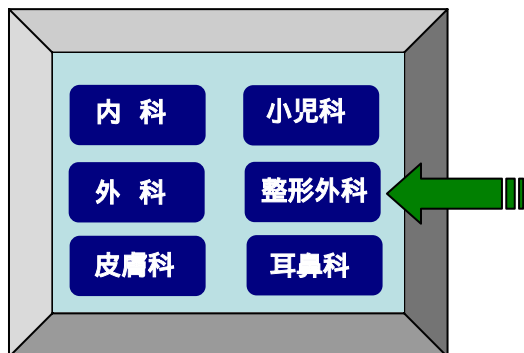 内 科
小児科
外 科
整形外科
皮膚科
耳鼻科